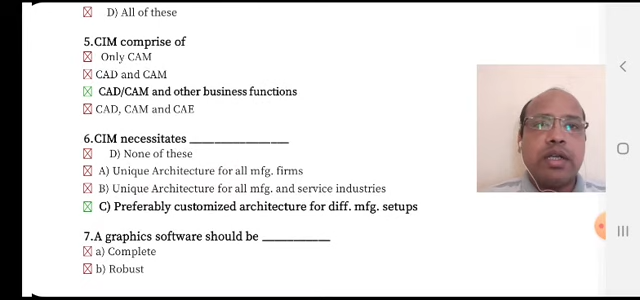 D) All of these
5.CIM comprise of
Only CAM
CAD and CAM
CAD/CAM and other business functions
CAD, CAM and CAE
6.CIM necessitates ________________
D) None of these
A) Unique Architecture for all mfg. firms
B) Unique Architecture for all mfg. and service industries
C) Preferably customized architecture for diff. mfg. setups
7.A graphics software should be ___________
a) Complete
b) Robust